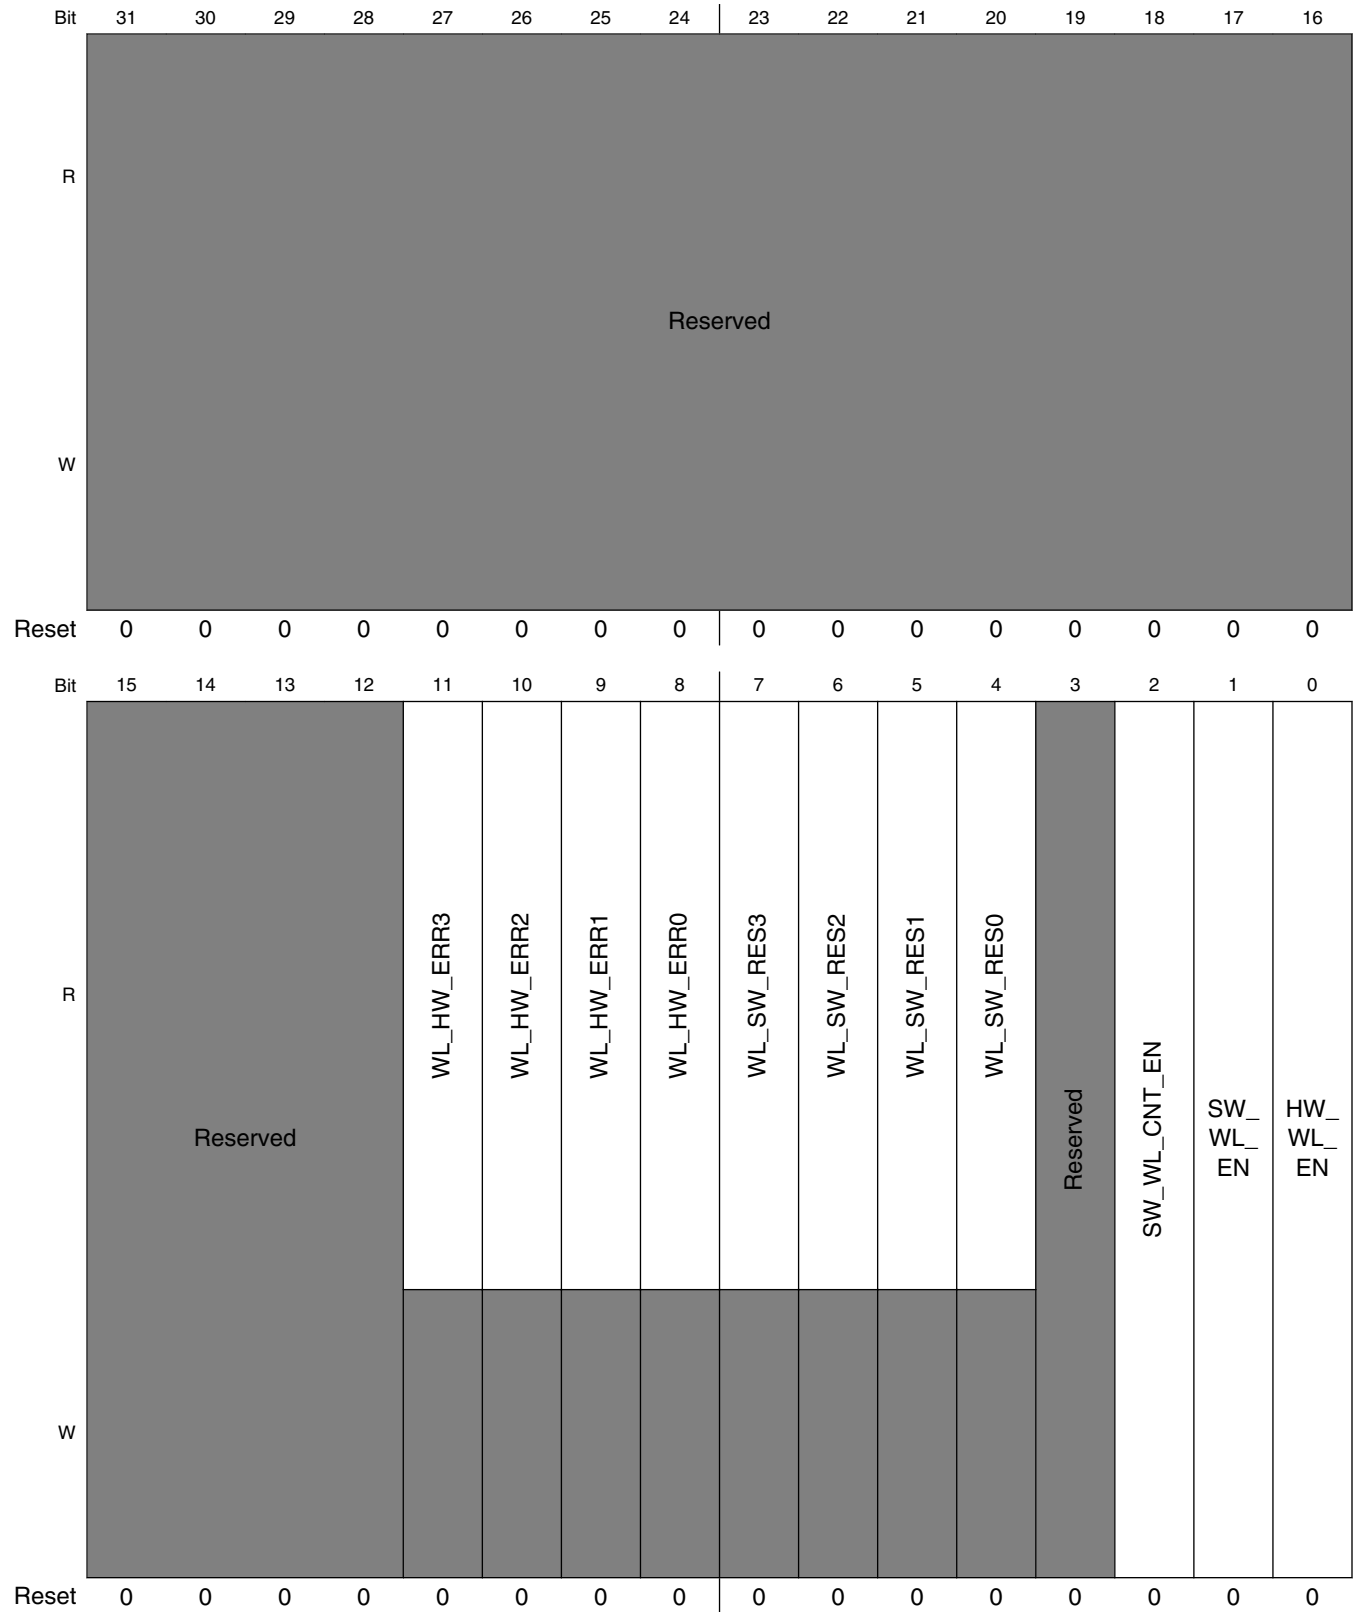 Bit 31 30 29 28 27 26 25 24 23 22 21 20 19 18 17 16
R
Reserved
W
Reset 0 0 0 0 0 0 0 0 0 0 0 0 0 0 0 0
Bit 15 14 13 12 11 10 9 8 7 6 5 4 3 2 1 0
R
Reserved
WL_HW_ERR3
WL_HW_ERR2
WL_HW_ERR1
WL_HW_ERR0
WL_SW_RES3
WL_SW_RES2
WL_SW_RES1
WL_SW_RES0
Reserved
SW_WL_CNT_EN
SW_
WL_
EN
HW_
WL_
EN
W
Reset 0 0 0 0 0 0 0 0 0 0 0 0 0 0 0 0